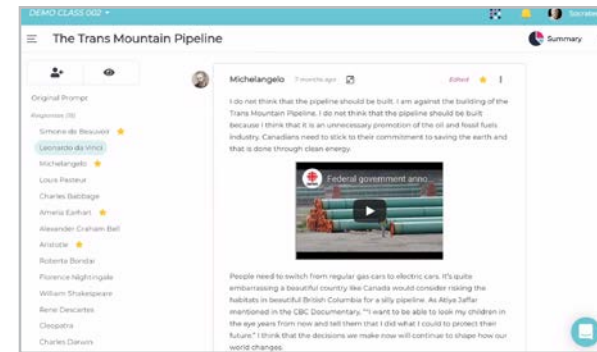 DEMO CLASS 002
Socrates
The Trans Mountain Pipeline
Summary
Original Prompt
Responses
Simone de Beauvoir
Leonardo da Vinci
Michelangelo
Louis Pasteur
Charles Babbage
Amelia Earhart
Alexander Graham Bell
Aristotle
Roberta Bondar
Florence Nightingale
William Shakespeare
Rene Descartes
Cleopatra
Charles Darwin
Michelangelo 7 months ago Edited
I do not think that the pipeline should be built. I am against the building of the
Trans Mountain Pipeline. I do not think that the pipeline should be built
because I think that it is an unnecessary promotion of the oil and fossil fuels
industry. Canadians need to stick to their commitment to saving the earth and
that is done through clean energy.
Federal government anno...
People need to switch from regular gas cars to electric cars. It's quite
embarrassing a beautiful country like Canada would consider risking the
habitats in beautiful British Columbia for a silly pipeline. As Atiya Jaffar
mentioned in the CBC Documentary, ""I want to be able to look my children in
the eye years from now and tell them that I did what I could to protect their
future." I think that the decisions we make now will continue to shape how our
world changes.